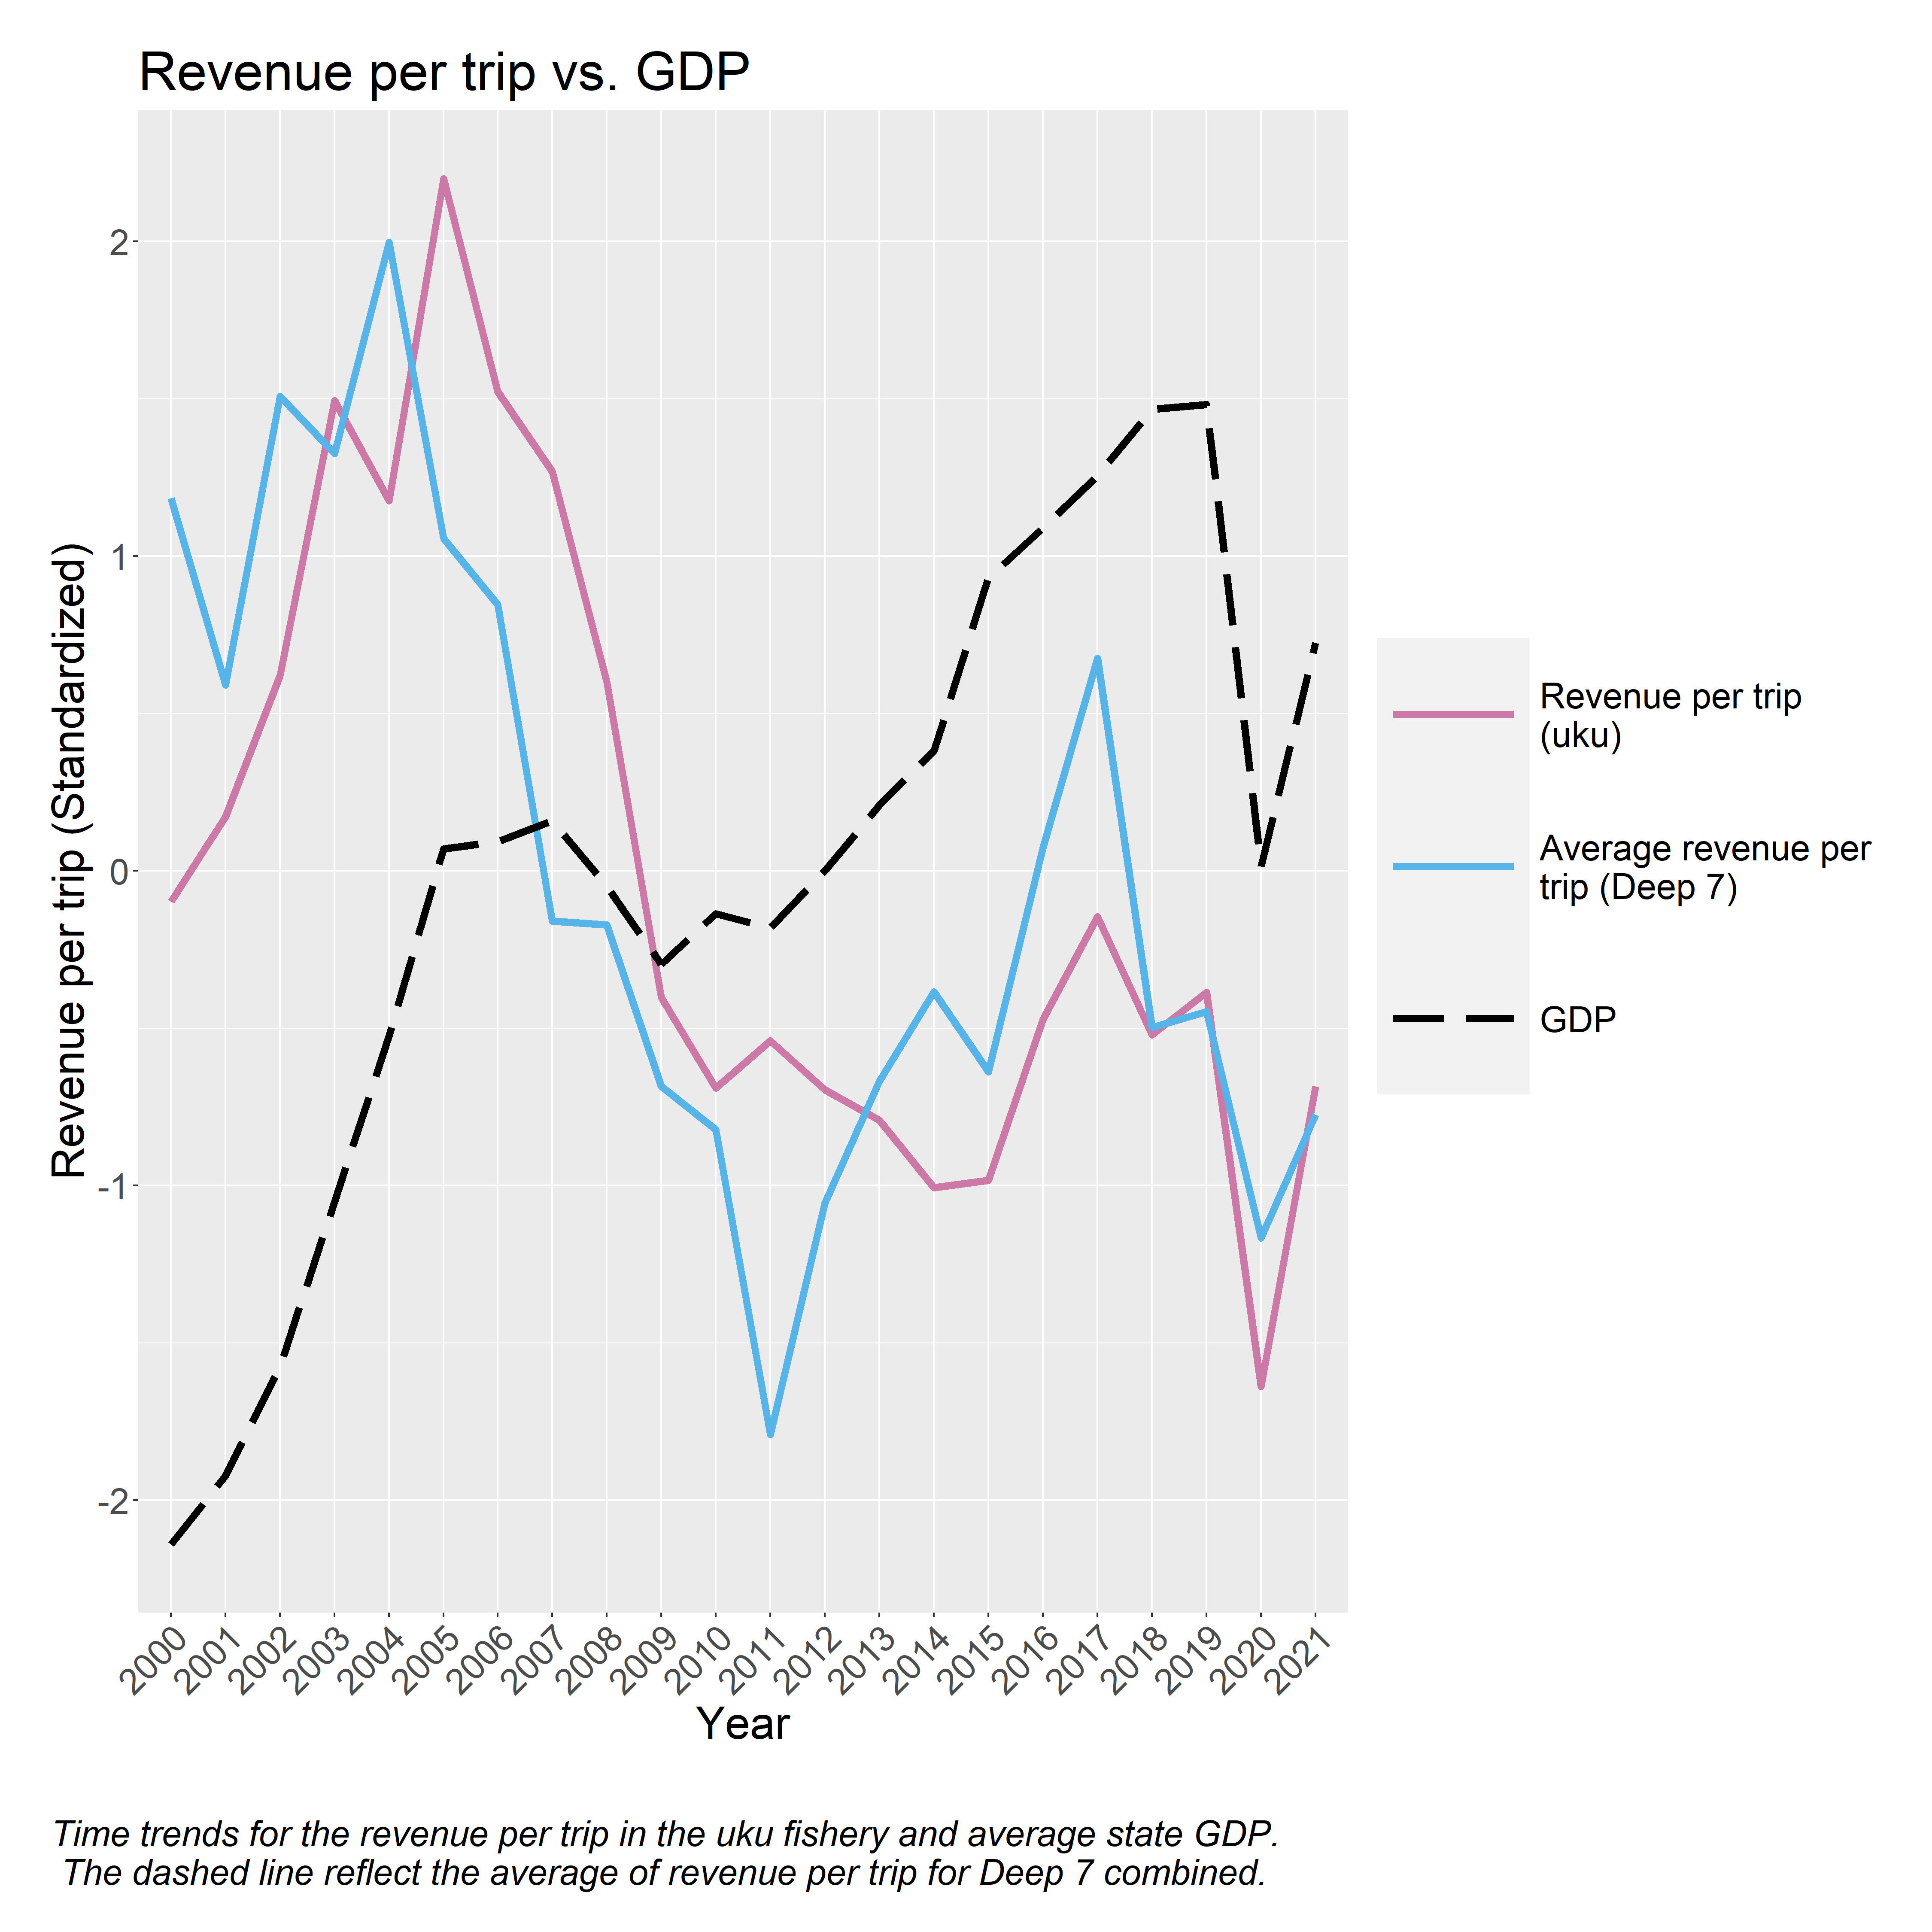 Revenue per trip vs. GDP
Revenue per trip (Standardized)
2
1
0
-1
-2
2000
2001
2002
2003
2004
2005
2006
2007
2008
2009
2010
2011
2012
2013
2014
2015
2016
2017
2018
2019
2020
2021
Year
Revenue per trip
(uku)
Average revenue per
trip (Deep 7)
GDP
Time trends for the revenue per trip in the uku fishery and average state GDP.
The dashed line reflect the average of revenue per trip for Deep 7 combined.